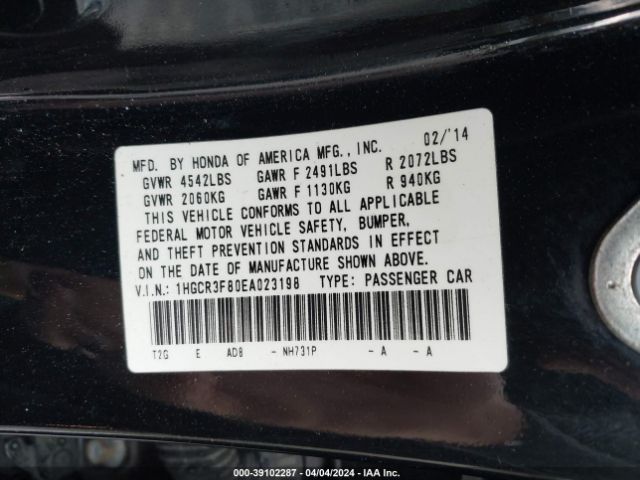 MFD. BY HONDA OF AMERICA MFG., INC. 02/'14
GVWR 4542LBS GAWR F 2491LBS R 2072LBS
GVWR 2060KG GAWR F 1130KG R 940KG
THIS VEHICLE CONFORMS TO ALL APPLICABLE
FEDERAL MOTOR VEHICLE SAFETY, BUMPER,
AND THEFT PREVENTION STANDARDS IN EFFECT
ON THE DATE OF MANUFACTURE SHOWN ABOVE.
V.I.N.: 1HGCR3F80EA023198 TYPE: PASSENGER CAR
T2G E AD8 - NH731P - A - A
000-39102287 - 04/04/2024 - IAA Inc.